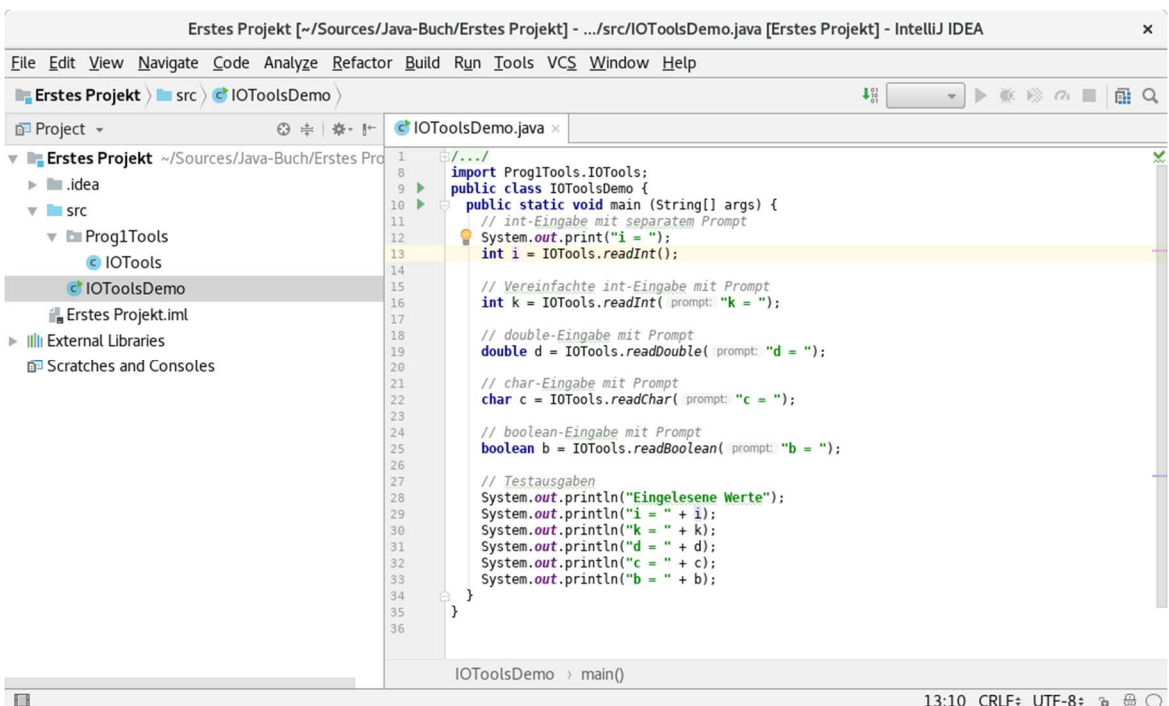 Erstes Projekt [~/Sources/Java-Buch/Erstes Projekt] - .../src/IOToolsDemo.java [Erstes Projekt] - IntelliJ IDEA
File Edit View Navigate Code Analyze Refactor Build Run Tools VCS Window Help
Erstes Projekt src IOToolsDemo
Project
Erstes Projekt ~/Sources/Java-Buch/Erstes Pro
.idea
src
Prog1Tools
IOTools
IOToolsDemo
Erstes Projekt.iml
External Libraries
Scratches and Consoles
IOToolsDemo.java
1 /.../
8 import Prog1Tools.IOTools;
9 public class IOToolsDemo {
10 public static void main (String[] args) {
11 // int-Eingabe mit separatem Prompt
12 System.out.print("i = ");
13 int i = IOTools.readInt();
14
15 // Vereinfachte int-Eingabe mit Prompt
16 int k = IOTools.readInt( prompt: "k = ");
17
18 // double-Eingabe mit Prompt
19 double d = IOTools.readDouble( prompt: "d = ");
20
21 // char-Eingabe mit Prompt
22 char c = IOTools.readChar( prompt: "c = ");
23
24 // boolean-Eingabe mit Prompt
25 boolean b = IOTools.readBoolean( prompt: "b = ");
26
27 // Testausgaben
28 System.out.println("Eingelesene Werte");
29 System.out.println("i = " + i);
30 System.out.println("k = " + k);
31 System.out.println("d = " + d);
32 System.out.println("c = " + c);
33 System.out.println("b = " + b);
34 }
35 }
36
IOToolsDemo › main()
13:10 CRLF UTF-8